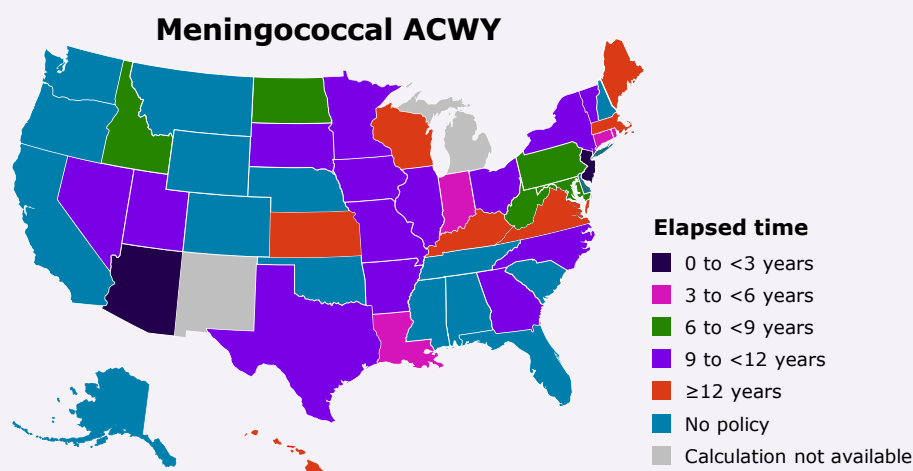 Meningococcal ACWY
Elapsed time
0 to <3 years
3 to <6 years
6 to <9 years
9 to <12 years
≥12 years
No policy
Calculation not available